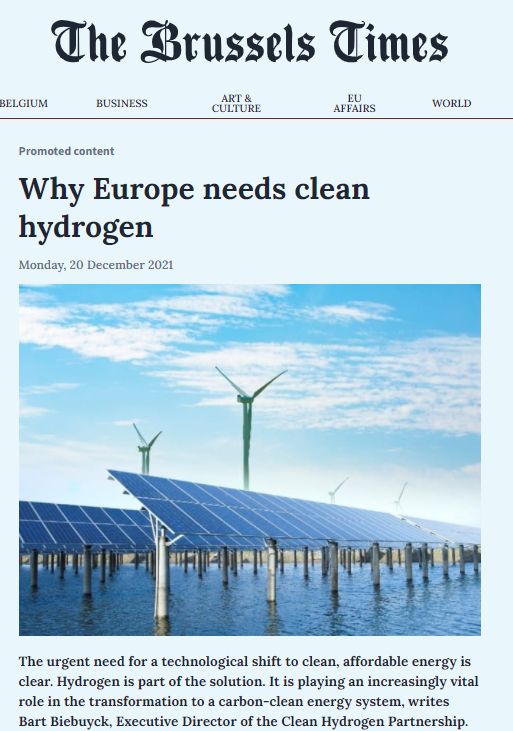 The Brussels Times
BELGIUM
BUSINESS
ART &
CULTURE
EU
AFFAIRS
WORLD
Promoted content
Why Europe needs clean
hydrogen
Monday, 20 December 2021
The urgent need for a technological shift to clean, affordable energy is
clear. Hydrogen is part of the solution. It is playing an increasingly vital
role in the transformation to a carbon-clean energy system, writes
Bart Biebuyck, Executive Director of the Clean Hydrogen Partnership.